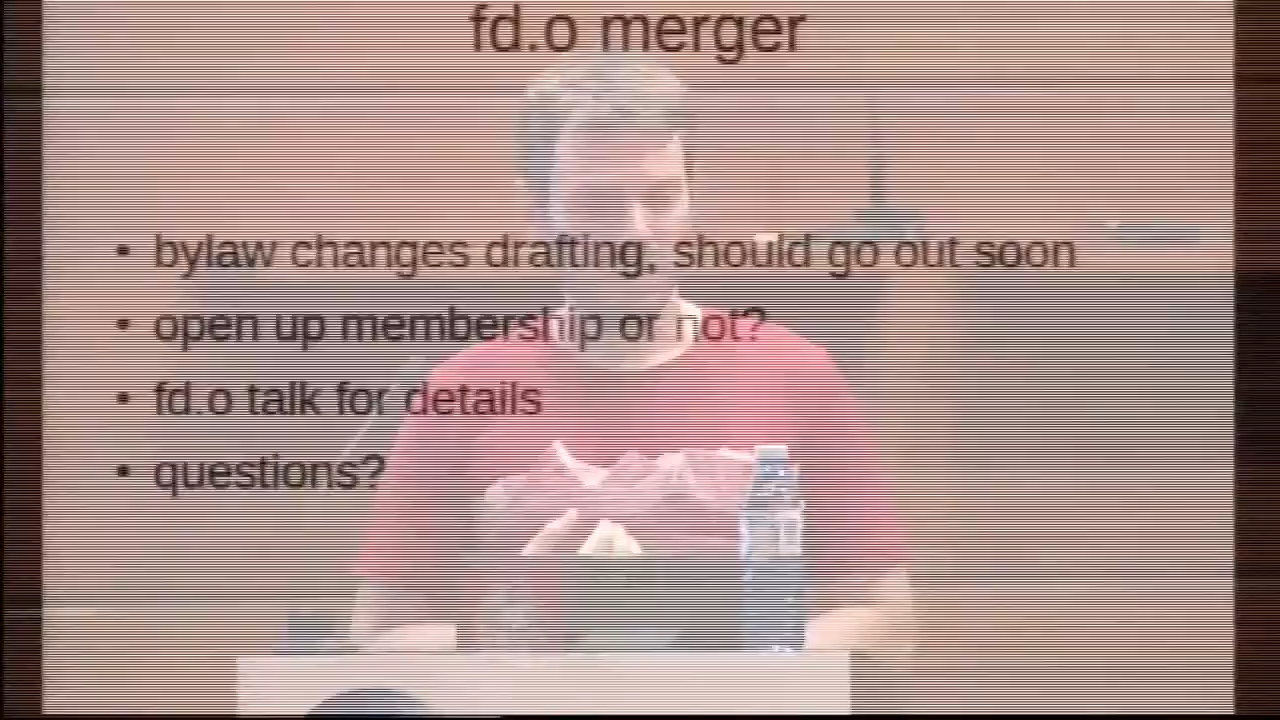 fd.o merger
• bylaw changes drafting, should go out soon
• open up membership or not?
• fd.o talk for details
• questions?